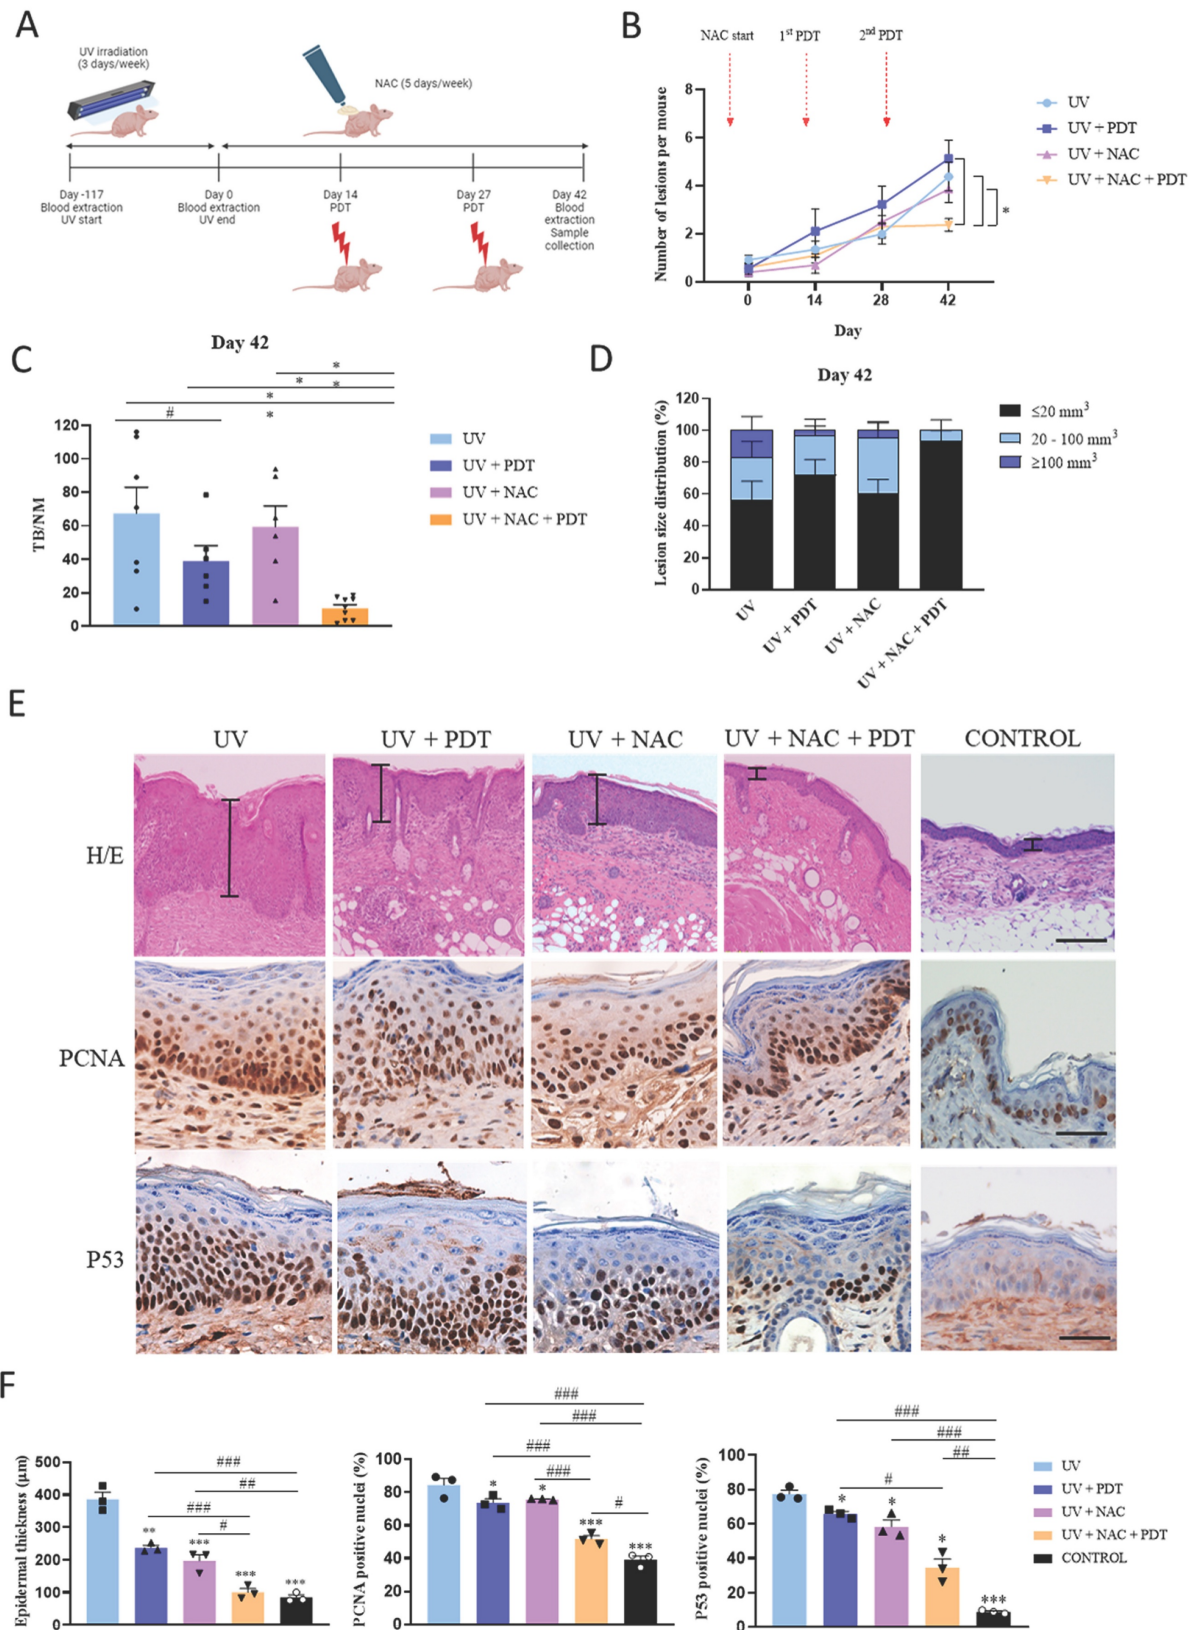 A
UV irradiation
(3 days/week)
NAC (5 days/week)
Day -117
Blood extraction
UV start
Day 0
Blood extraction
UV end
Day 14
PDT
Day 27
PDT
Day 42
Blood
extraction
Sample
collection
B
NAC start
1st PDT
2nd PDT
Number of lesions per mouse
8
6
4
2
0
0
14
28
42
Day
*
UV
UV + PDT
UV + NAC
UV + NAC + PDT
C
Day 42
*
* *
*
# *
TB/NM
120
100
80
60
40
20
0
UV
UV + PDT
UV + NAC
UV + NAC + PDT
D
Day 42
Lesion size distribution (%)
120
100
80
60
40
20
0
UV
UV + PDT
UV + NAC
UV + NAC + PDT
≤20 mm3
20 - 100 mm3
≥100 mm3
E
UV
UV + PDT
UV + NAC
UV + NAC + PDT
CONTROL
H/E
PCNA
P53
F
Epidermal thickness (µm)
500
400
300
200
100
0
###
##
###
#
**
***
***
***
PCNA positive nuclei (%)
100
80
60
40
20
0
###
###
###
###
#
*
*
***
***
P53 positive nuclei (%)
100
80
60
40
20
0
###
###
##
#
*
*
*
***
UV
UV + PDT
UV + NAC
UV + NAC + PDT
CONTROL